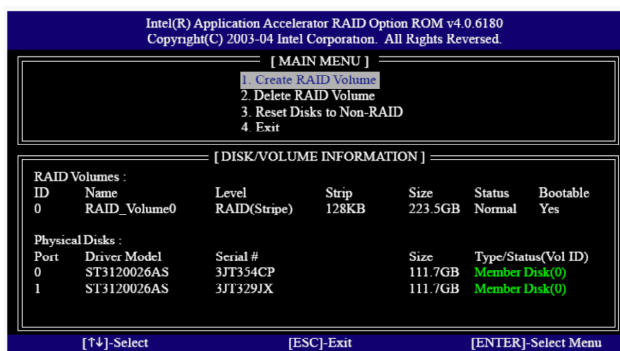 Intel(R) Application Accelerator RAID Option ROM v4.0.6180
Copyright(C) 2003-04 Intel Corporation. All Rights Reversed.
[ MAIN MENU ]
1. Create RAID Volume
2. Delete RAID Volume
3. Reset Disks to Non-RAID
4. Exit
[ DISK/VOLUME INFORMATION ]
RAID Volumes :
ID Name Level Strip Size Status Bootable
0 RAID_Volume0 RAID(Stripe) 128KB 223.5GB Normal Yes
Physical Disks :
Port Driver Model Serial # Size Type/Status(Vol ID)
0 ST3120026AS 3JT354CP 111.7GB Member Disk(0)
1 ST3120026AS 3JT329JX 111.7GB Member Disk(0)
[↑↓]-Select [ESC]-Exit [ENTER]-Select Menu